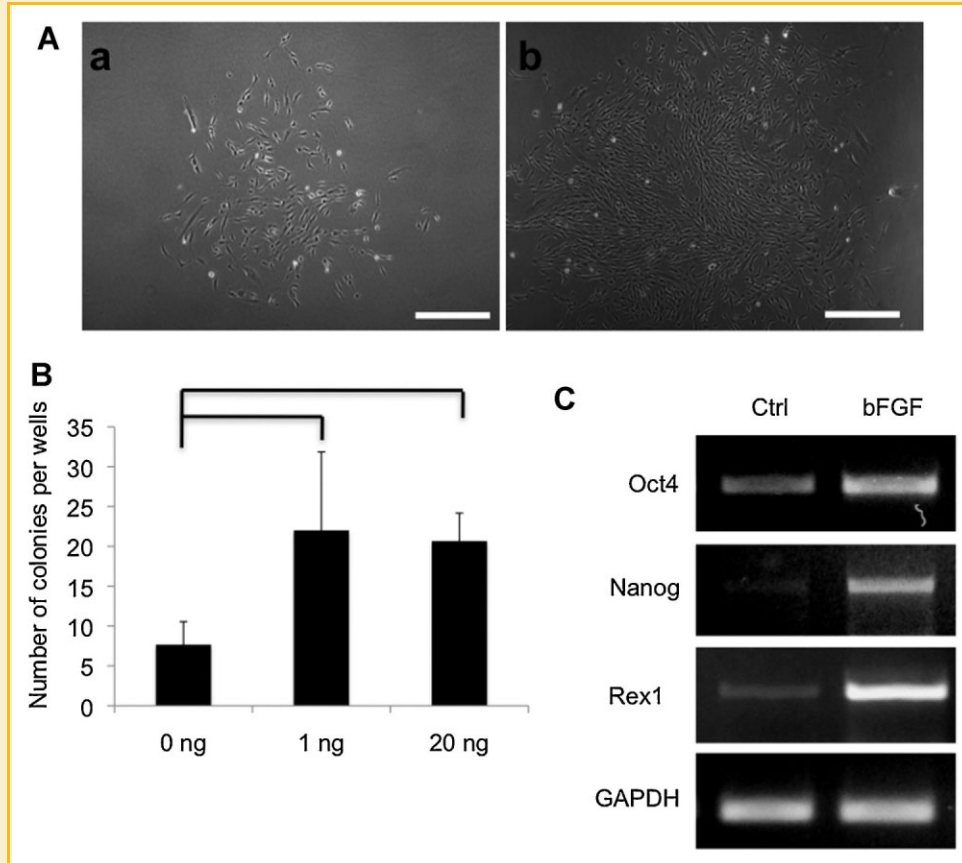 A
a
b
B
Number of colonies per wells
35
30
25
20
15
10
5
0
0 ng
1 ng
20 ng
C
Ctrl
bFGF
Oct4
Nanog
Rex1
GAPDH